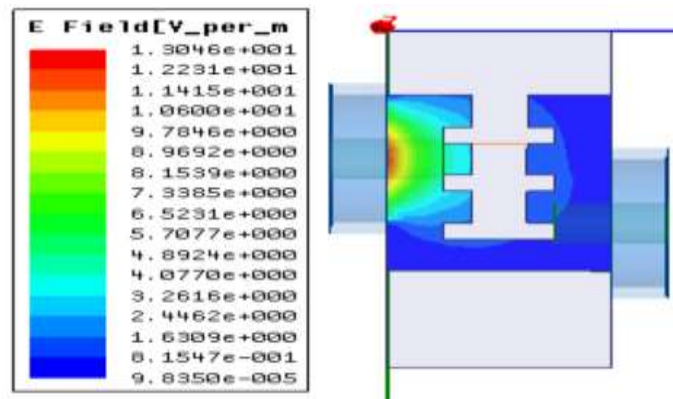 E Field[V_per_m
1.3046e+001
1.2231e+001
1.1415e+001
1.0600e+001
9.7846e+000
8.9692e+000
8.1539e+000
7.3385e+000
6.5231e+000
5.7077e+000
4.8924e+000
4.0770e+000
3.2616e+000
2.4462e+000
1.6309e+000
8.1547e-001
9.8350e-005